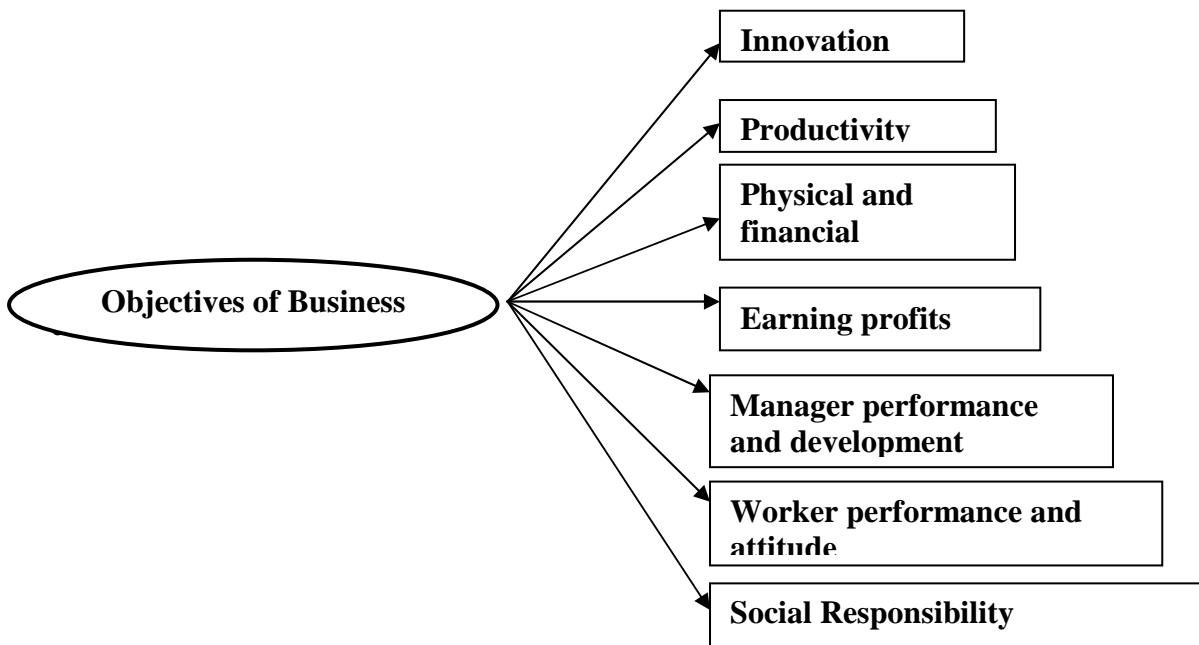 Innovation
Productivity
Physical and
financial
Objectives of Business
Earning profits
Manager performance
and development
Worker performance and
attitude
Social Responsibility